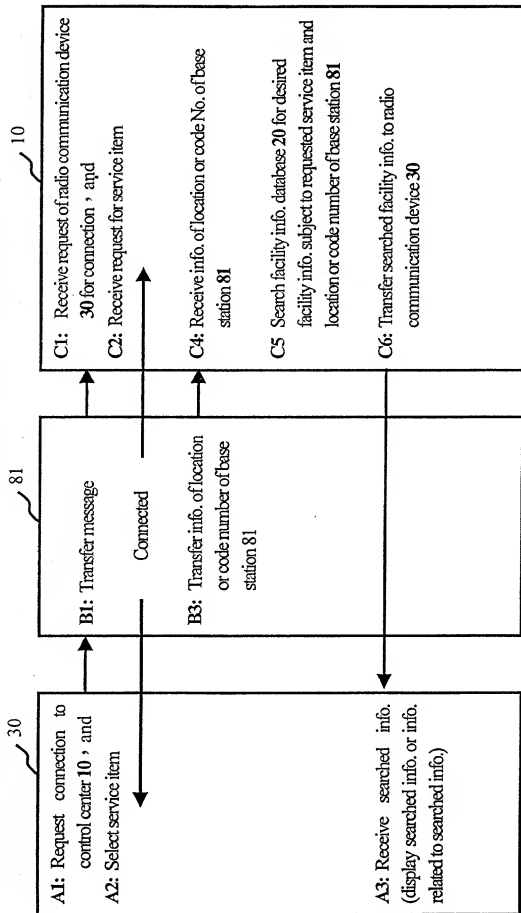 30
A1: Request connection to
control center 10 , and
A2: Select service item
A3: Receive searched info.
(display searched info. or info.
related to searched info.)
81
B1: Transfer message
Connected
B3: Transfer info. of location
or code number of base
station 81
10
C1: Receive request of radio communication device
30 for connection , and
C2: Receive request for service item
C4: Receive info. of location or code No. of base
station 81
C5 Search facility info. database 20 for desired
facility info. subject to requested service item and
location or code number of base station 81
C6: Transfer searched facility info. to radio
communication device 30